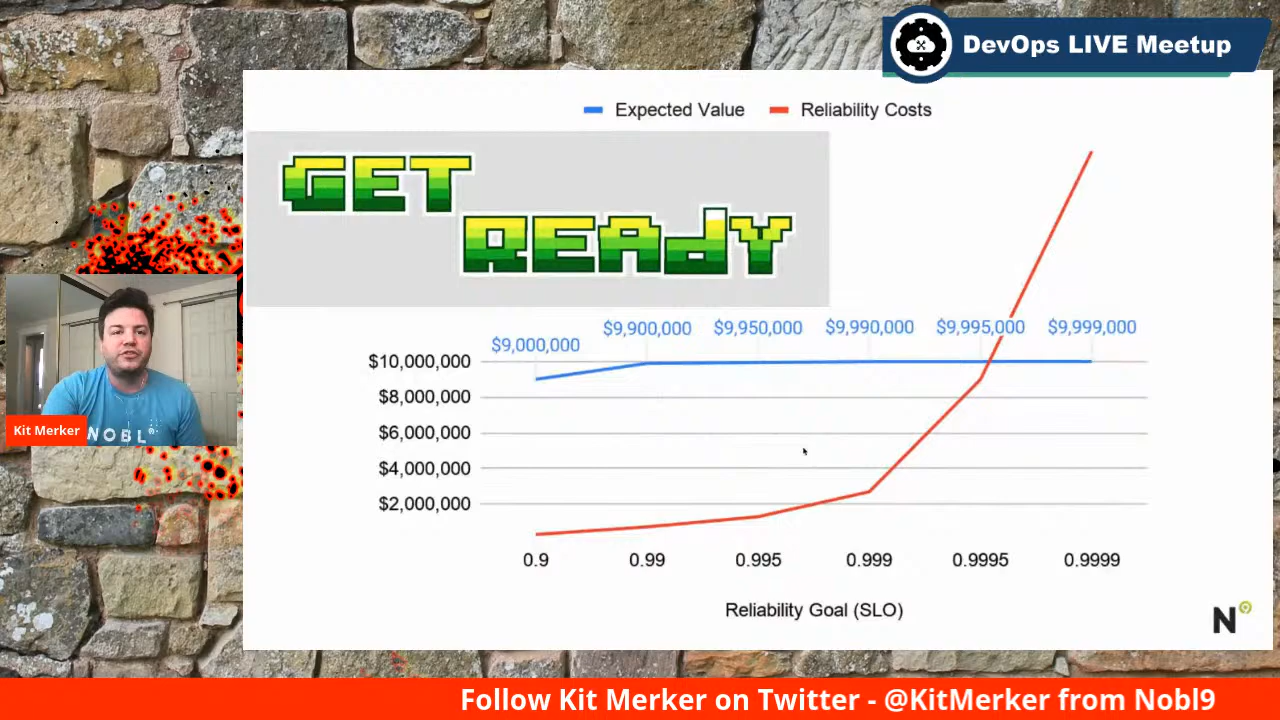 DevOps LIVE Meetup
Expected Value
Reliability Costs
GET
READY
$9,000,000
$9,900,000
$9,950,000
$9,990,000
$9,995,000
$9,999,000
$10,000,000
$8,000,000
$6,000,000
$4,000,000
$2,000,000
0.9
0.99
0.995
0.999
0.9995
0.9999
Reliability Goal (SLO)
N
Kit Merker
NOBL9
Follow Kit Merker on Twitter - @KitMerker from Nobl9